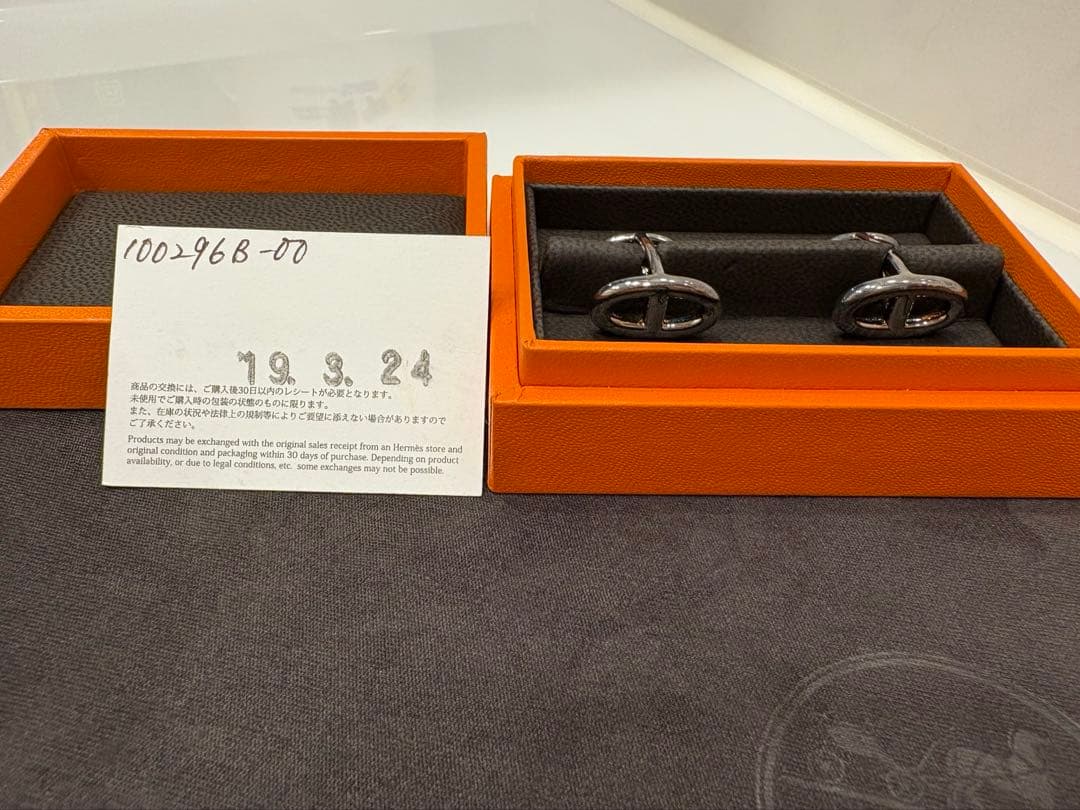 100296B-00
19. 3. 24
商品の交換には、ご購入後30日以内のレシートが必要となります。
未使用でご購入時の包装の状態のものに限ります。
また、在庫の状況や法律上の規制等によりご要望に添えない場合がありますので
ご了承ください。
Products may be exchanged with the original sales receipt from an Hermès store and
original condition and packaging within 30 days of purchase. Depending on product
availability, or due to legal conditions, etc. some exchanges may not be possible.